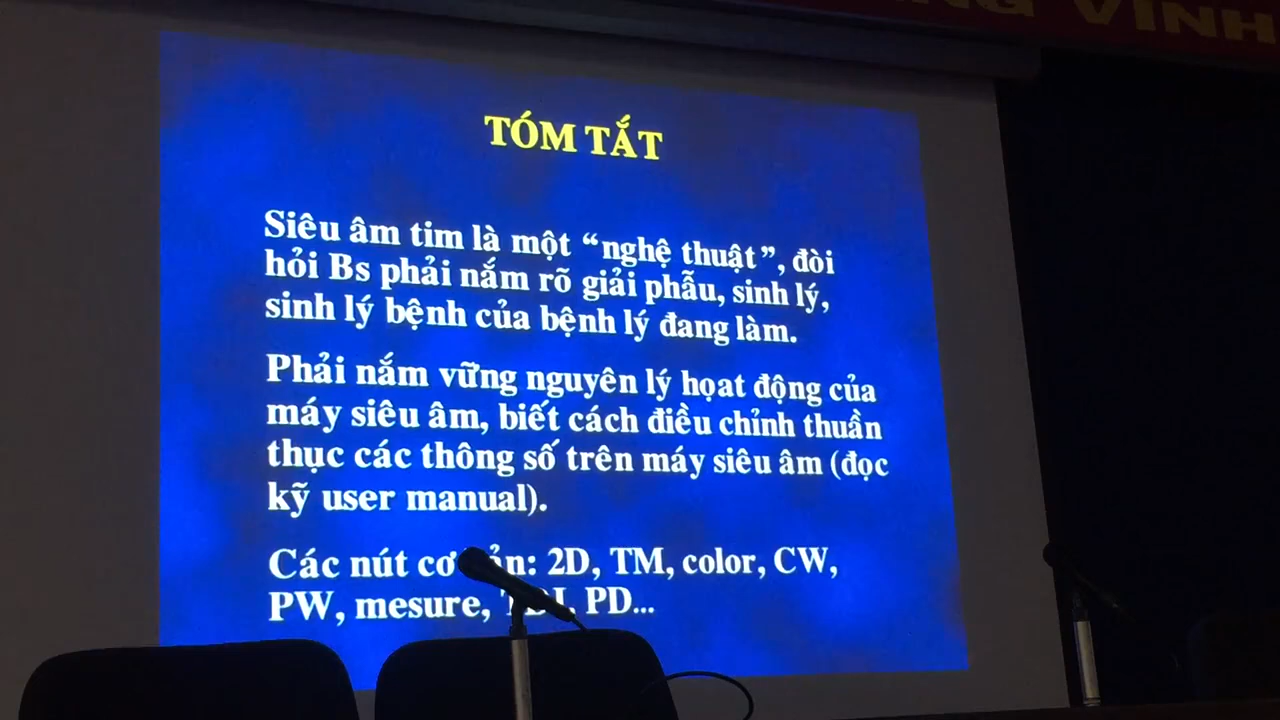 VINH
TÓM TẮT
Siêu âm tim là một “nghệ thuật”, đòi
hỏi Bs phải nắm rõ giải phẫu, sinh lý,
sinh lý bệnh của bệnh lý đang làm.
Phải nắm vững nguyên lý họat động của
máy siêu âm, biết cách điều chỉnh thuần
thục các thông số trên máy siêu âm (đọc
kỹ user manual).
Các nút cơ 2D, TM, color, CW,
PW, mesure, PD...